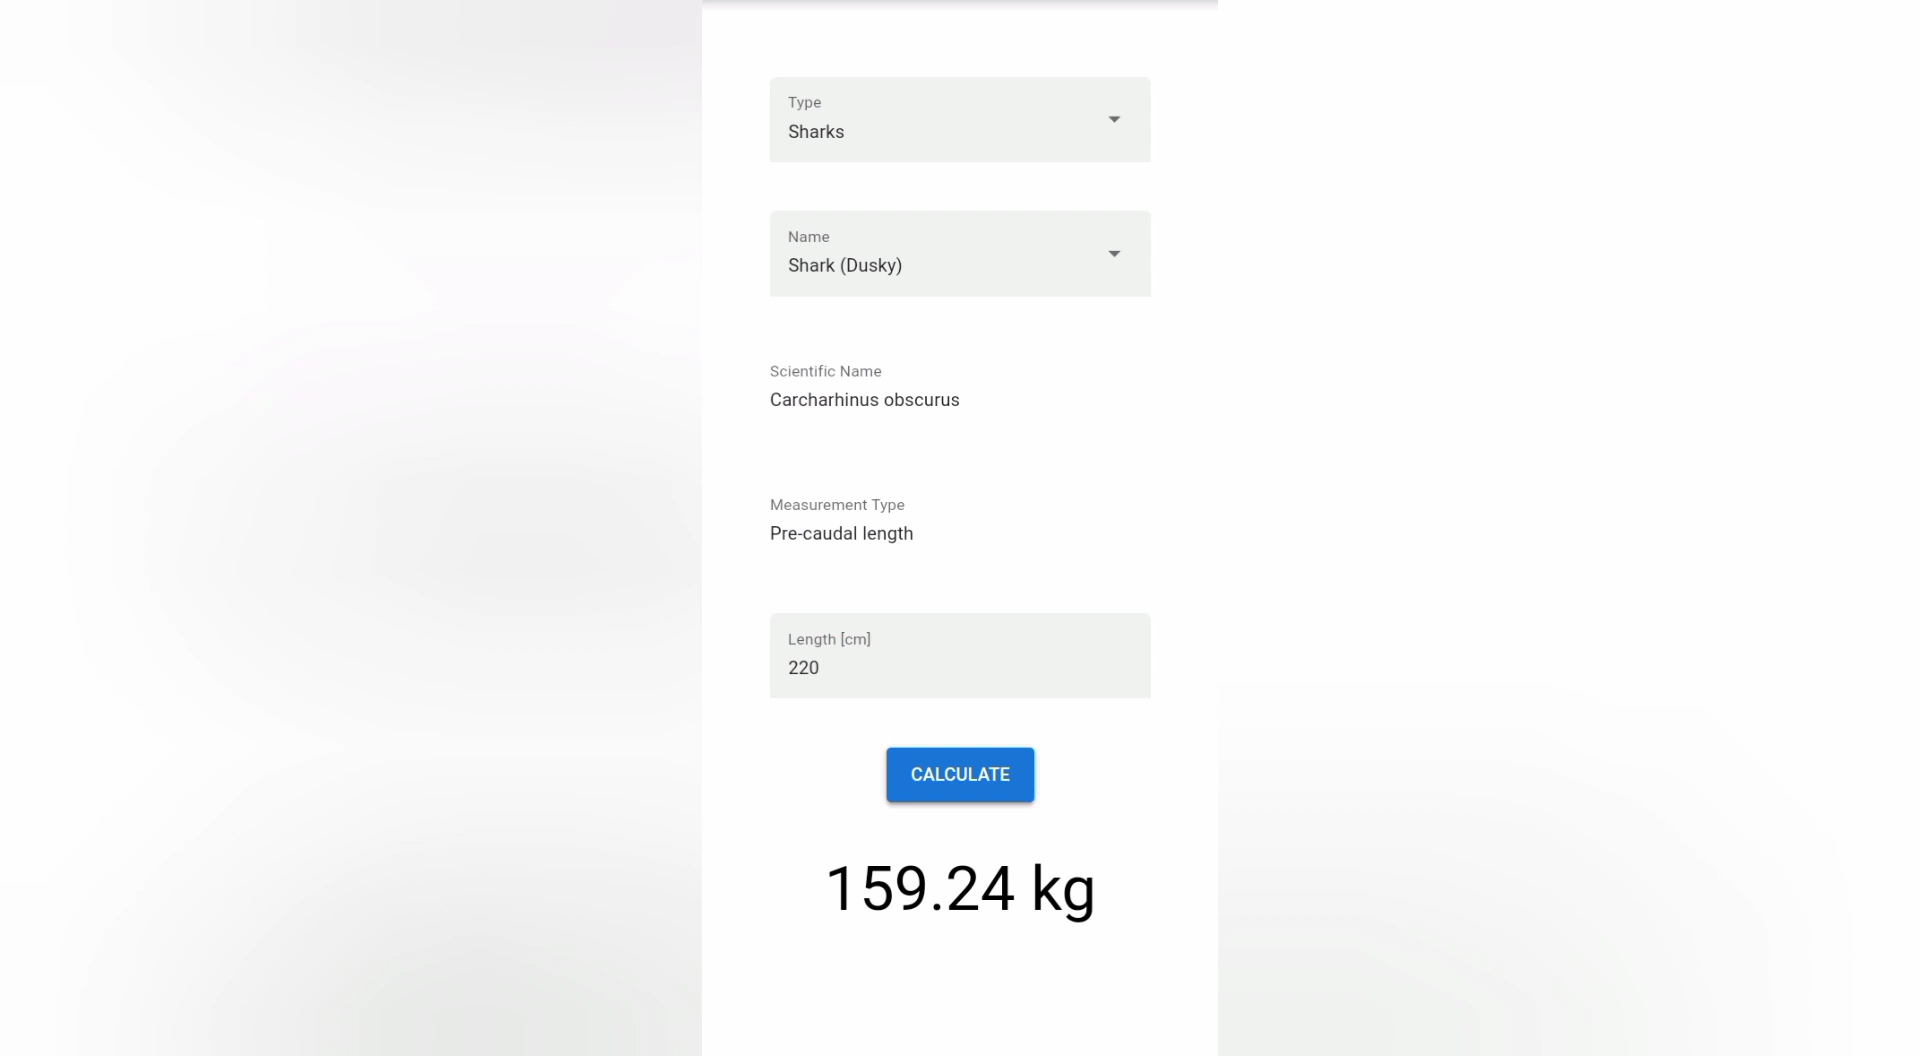 Type
Sharks
Name
Shark (Dusky)
Scientific Name
Carcharhinus obscurus
Measurement Type
Pre-caudal length
Length [cm]
220
CALCULATE
159.24 kg